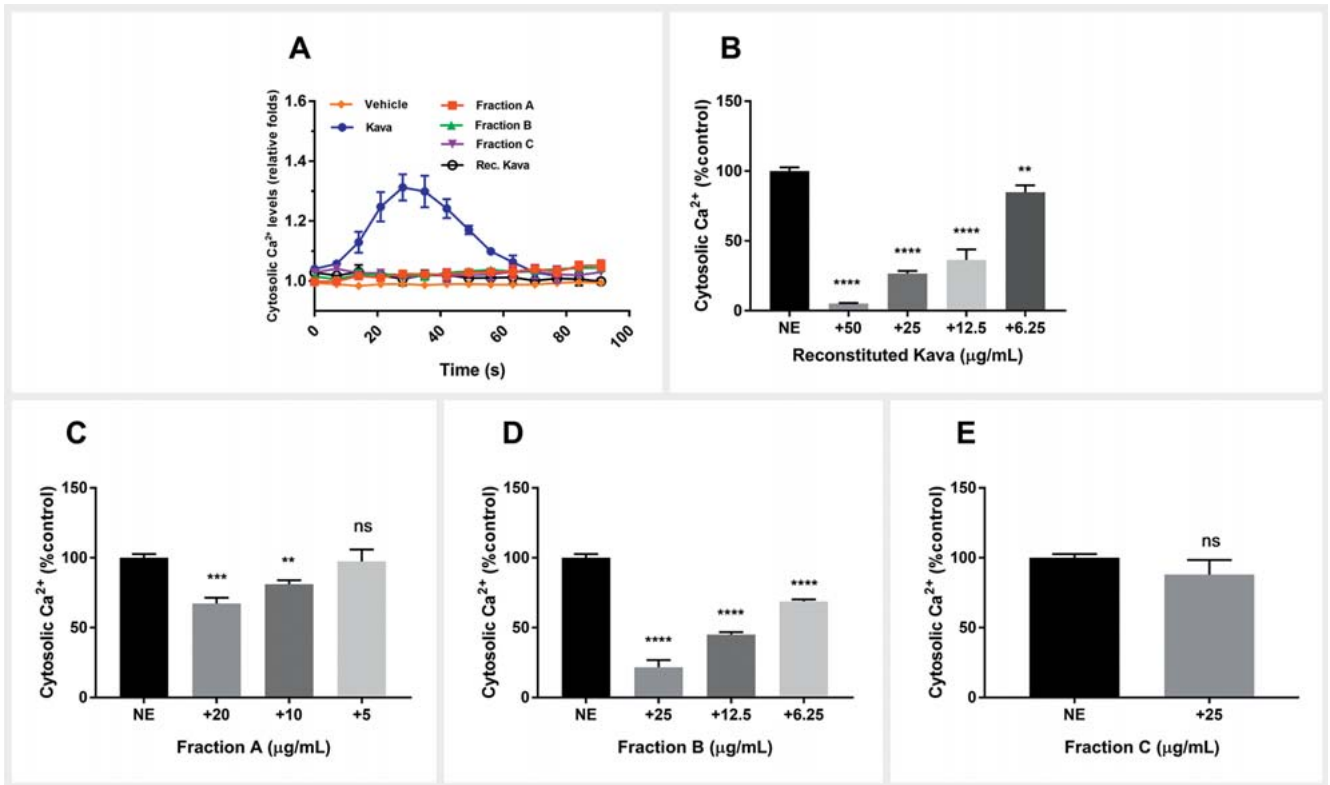 A
Cytosolic Ca²⁺ levels (relative folds)
1.6
1.4
1.2
1.0
Vehicle
Kava
Fraction A
Fraction B
Fraction C
Rec. Kava
0
20
40
60
80
100
Time (s)
B
Cytosolic Ca²⁺ (%control)
150
100
50
0
****
****
****
**
NE
+50
+25
+12.5
+6.25
Reconstituted Kava (μg/mL)
C
Cytosolic Ca²⁺ (%control)
150
100
50
0
***
**
ns
NE
+20
+10
+5
Fraction A (μg/mL)
D
Cytosolic Ca²⁺ (%control)
150
100
50
0
****
****
****
NE
+25
+12.5
+6.25
Fraction B (μg/mL)
E
Cytosolic Ca²⁺ (%control)
150
100
50
0
ns
NE
+25
Fraction C (μg/mL)